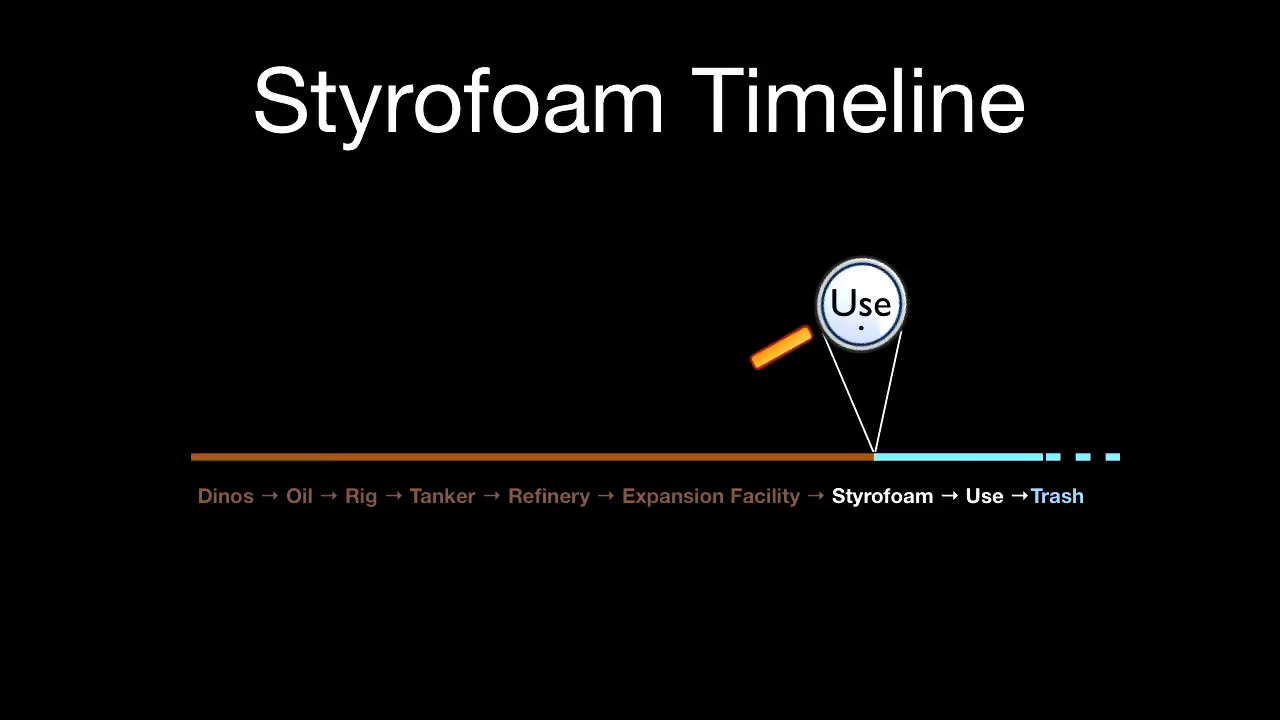 Styrofoam Timeline
Use
Dinos → Oil → Rig → Tanker → Refinery → Expansion Facility → Styrofoam → Use →Trash